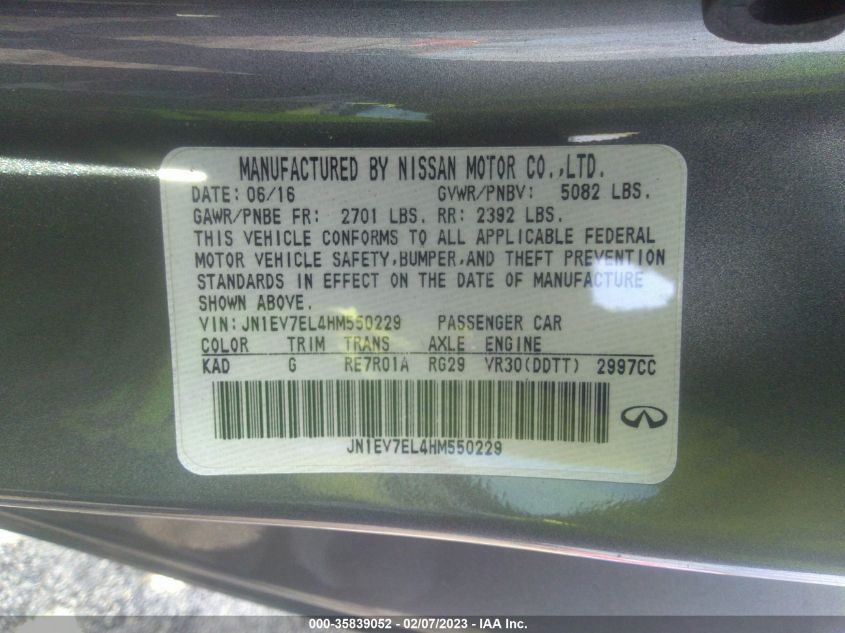 MANUFACTURED BY NISSAN MOTOR CO.,LTD.
DATE: 06/16 GVWR/PNBV: 5082 LBS.
GAWR/PNBE FR: 2701 LBS. RR: 2392 LBS.
THIS VEHICLE CONFORMS TO ALL APPLICABLE FEDERAL
MOTOR VEHICLE SAFETY,BUMPER,AND THEFT PREVENTION
STANDARDS IN EFFECT ON THE DATE OF MANUFACTURE
SHOWN ABOVE.
VIN:JN1EV7EL4HM550229 PASSENGER CAR
COLOR TRIM TRANS AXLE ENGINE
KAD G RE7R01A RG29 VR30(DDTT) 2997CC
JN1EV7EL4HM550229
000-35839052 - 02/07/2023 - IAA Inc.